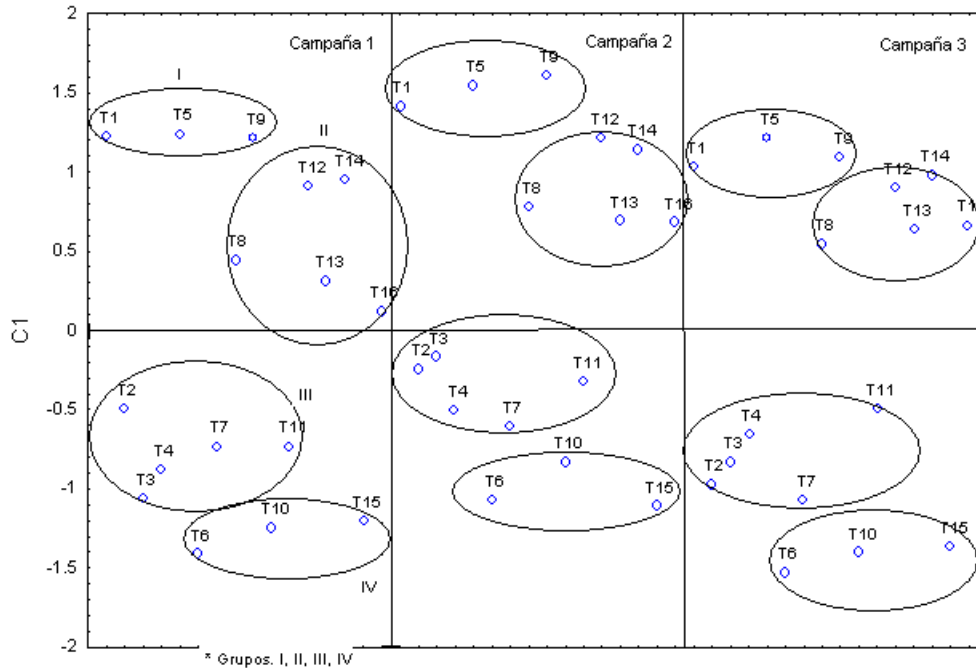 2
1.5
1
0.5
0
-0.5
-1
-1.5
-2
C1
Campaña 1
I
T1
T5
T9
II
T12
T14
T8
T13
T16
T2
III
T7
T11
T4
T3
T10
T15
T6
IV
Campaña 2
T1
T5
T9
T12
T14
T8
T13
T16
T2
T3
T11
T4
T7
T10
T6
T15
Campaña 3
T1
T5
T9
T12
T14
T8
T13
T1
T11
T4
T3
T2
T7
T6
T10
T15
* Grupos. I, II, III, IV